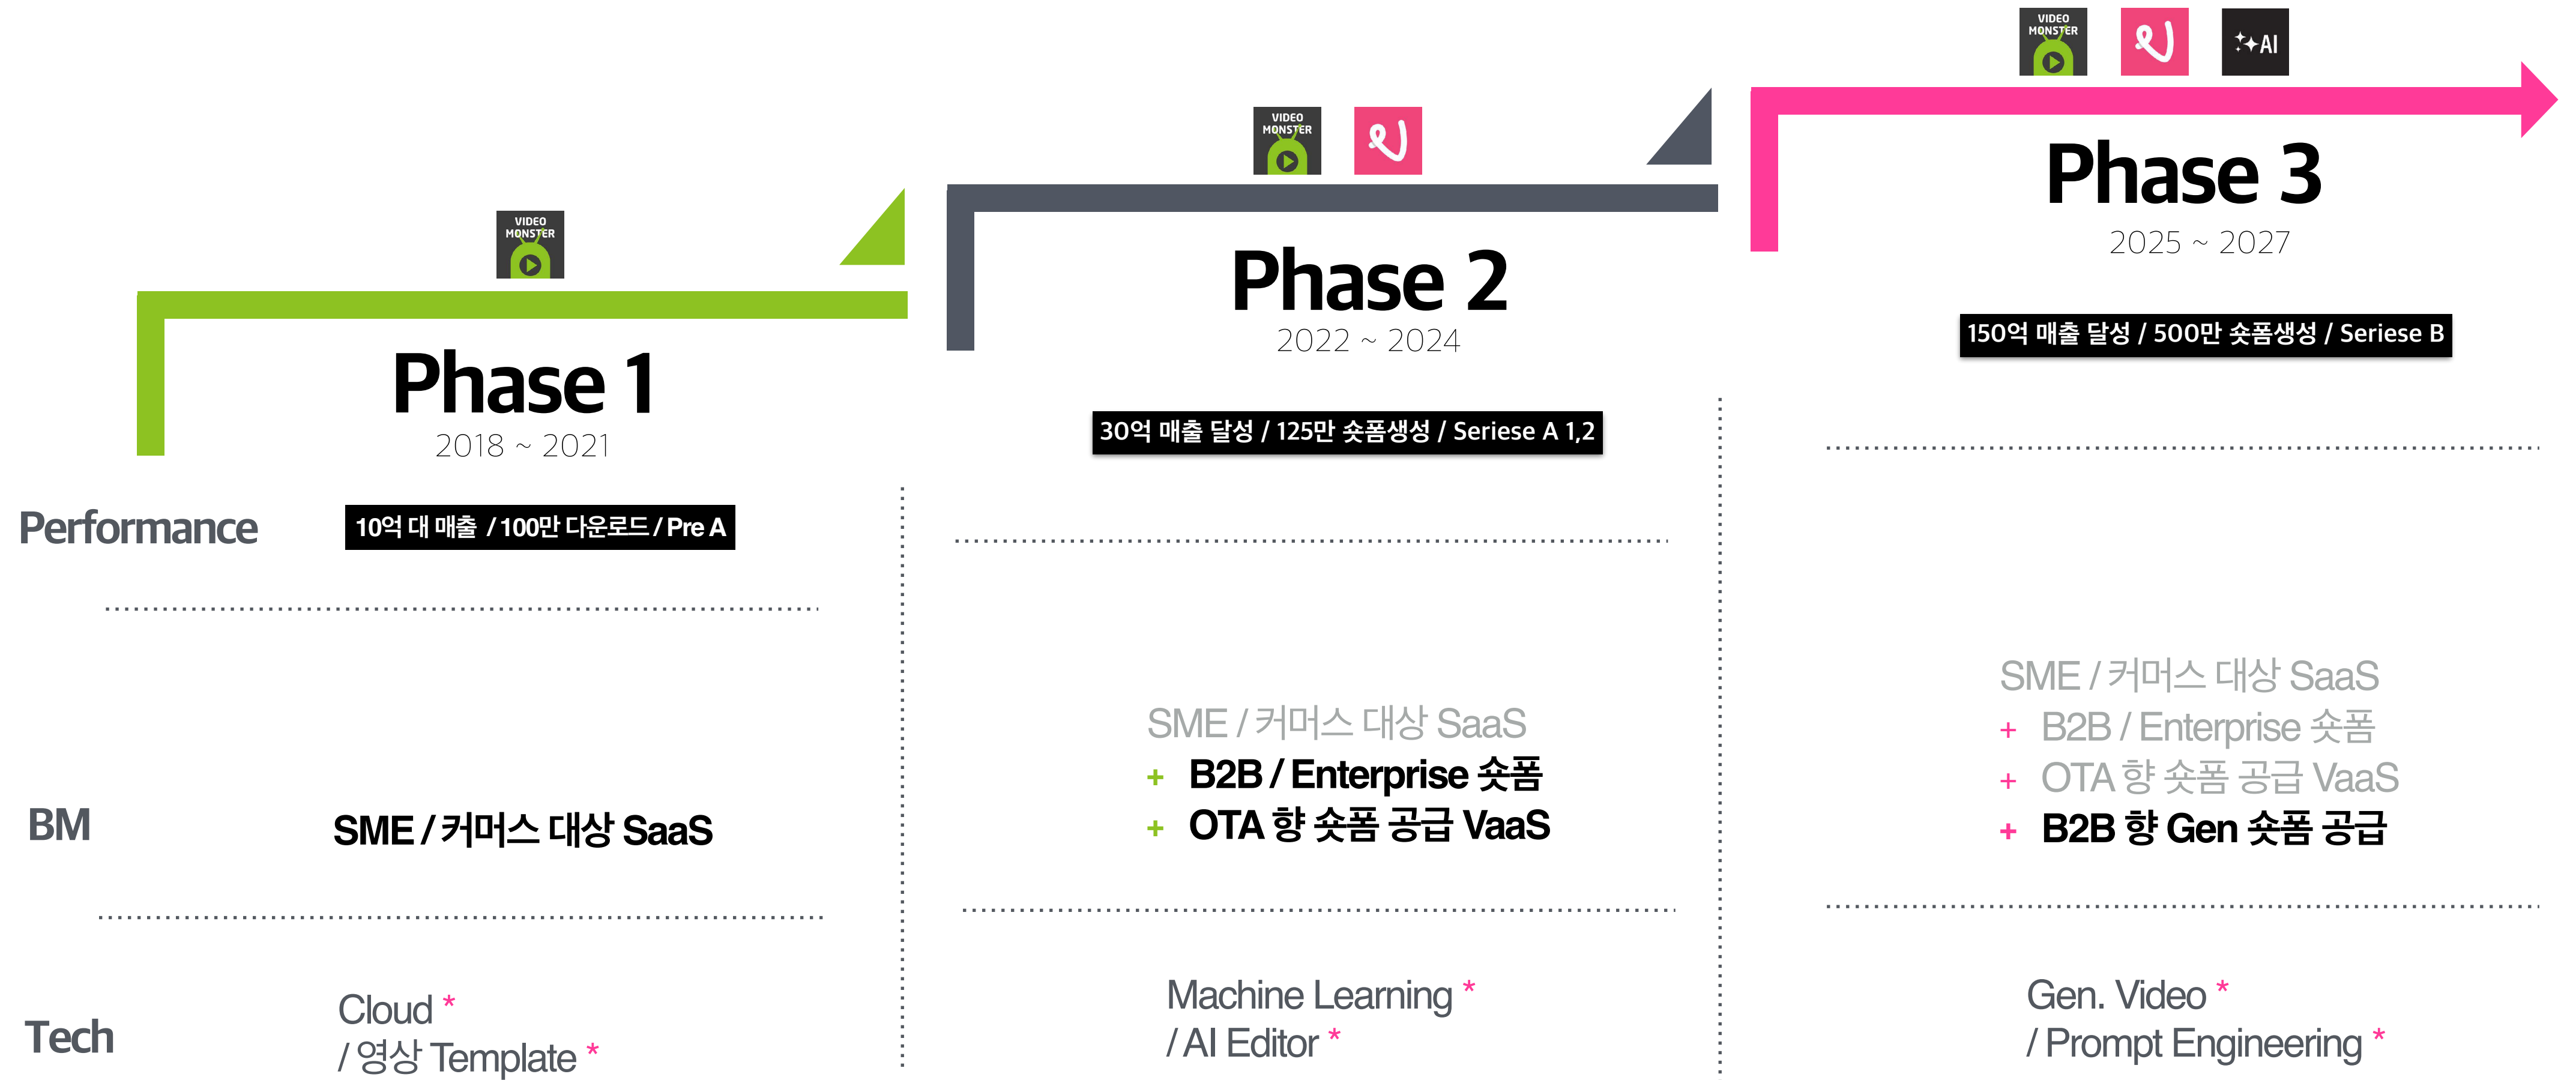 VIDEO
MONSTER
Phase 1
2018 ~ 2021
VIDEO
MONSTER
Phase 2
2022 ~ 2024
VIDEO
MONSTER
AI
Phase 3
2025 ~ 2027
Performance
10억 대 매출 / 100만 다운로드 / Pre A
30억 매출 달성 / 125만 숏폼생성 / Seriese A 1,2
150억 매출 달성 / 500만 숏폼생성 / Seriese B
BM
SME / 커머스 대상 SaaS
SME / 커머스 대상 SaaS
+ B2B / Enterprise 숏폼
+ OTA 향 숏폼 공급 VaaS
SME / 커머스 대상 SaaS
+ B2B / Enterprise 숏폼
+ OTA 향 숏폼 공급 VaaS
+ B2B 향 Gen 숏폼 공급
Tech
Cloud *
/ 영상 Template *
Machine Learning *
/ AI Editor *
Gen. Video *
/ Prompt Engineering *